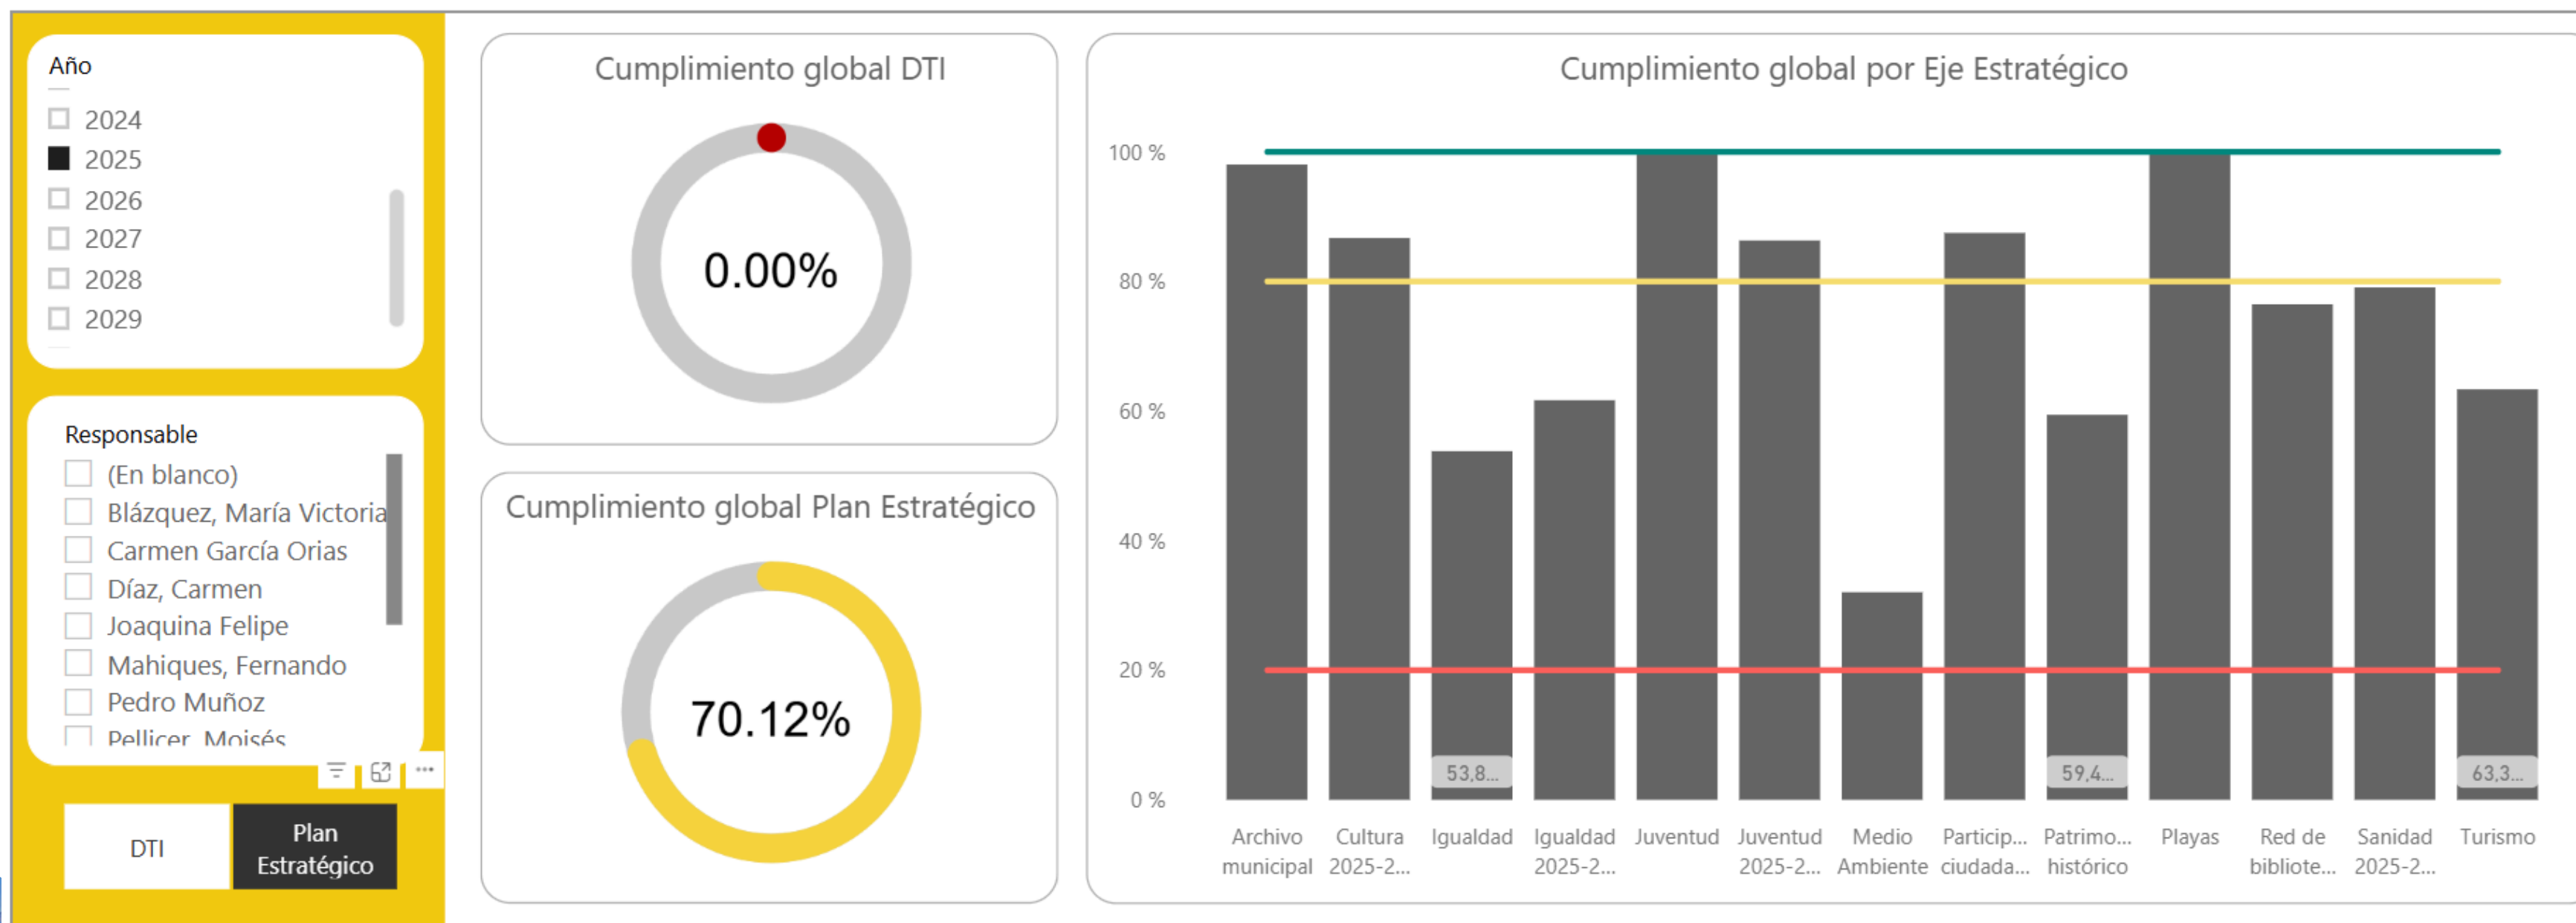 Año
2024
2025
2026
2027
2028
2029
Responsable
(En blanco)
Blázquez, María Victoria
Carmen García Orias
Díaz, Carmen
Joaquina Felipe
Mahiques, Fernando
Pedro Muñoz
Pellicer, Moisés
DTI
Plan
Estratégico
Cumplimiento global DTI
0.00%
Cumplimiento global Plan Estratégico
70.12%
Cumplimiento global por Eje Estratégico
100 %
80 %
60 %
40 %
20 %
0 %
53,8...
59,4...
63,3...
Archivo
municipal
Cultura
2025-2...
Igualdad
Igualdad
2025-2...
Juventud
Juventud
2025-2...
Medio
Ambiente
Particip...
ciudada...
Patrimo...
histórico
Playas
Red de
bibliote...
Sanidad
2025-2...
Turismo